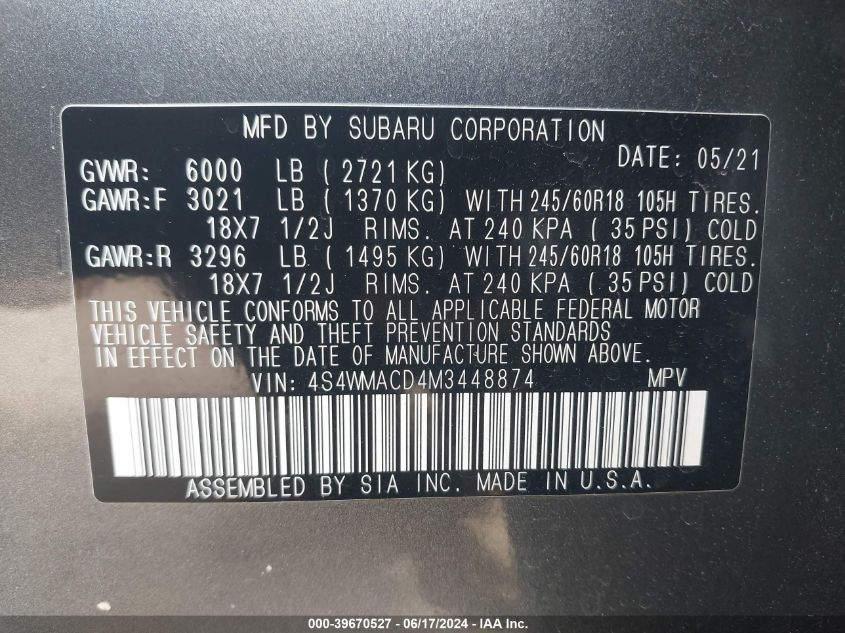 MFD BY SUBARU CORPORATION
DATE: 05/21
GVWR: 6000 LB ( 2721 KG)
GAWR:F 3021 LB ( 1370 KG) WITH 245/60R18 105H TIRES.
18X7 1/2J RIMS. AT 240 KPA ( 35 PSI) COLD
GAWR:R 3296 LB ( 1495 KG) WITH 245/60R18 105H TIRES.
18X7 1/2J RIMS. AT 240 KPA ( 35 PSI) COLD
THIS VEHICLE CONFORMS TO ALL APPLICABLE FEDERAL MOTOR
VEHICLE SAFETY AND THEFT PREVENTION STANDARDS
IN EFFECT ON THE DATE OF MANUFACTURE SHOWN ABOVE.
VIN: 4S4WMACD4M3448874 MPV
ASSEMBLED BY SIA INC. MADE IN U.S.A.
000-39670527 - 06/17/2024 - IAA Inc.